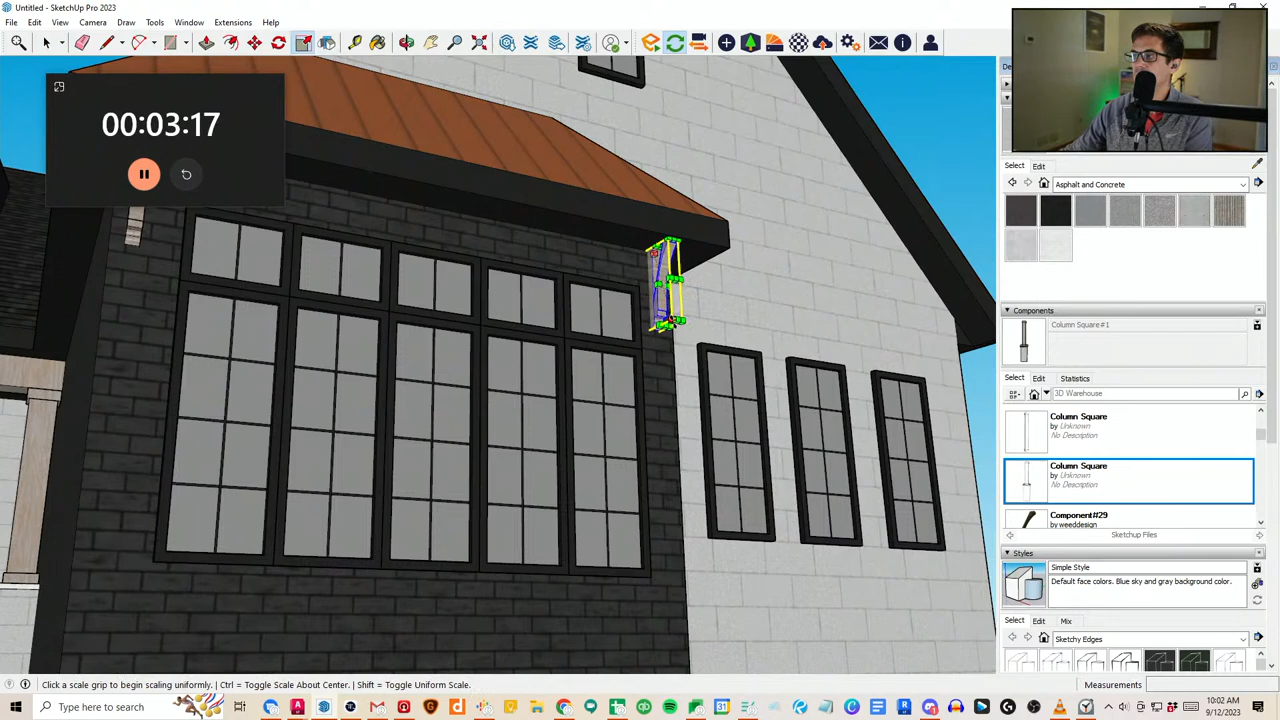 Untitled - SketchUp Pro 2023
File Edit View Camera Draw Tools Window Extensions Help
00:03:17
De
Select Edit
Asphalt and Concrete
Components
Column Square#1
Select Edit Statistics
3D Warehouse
Column Square
by Unknown
No Description
Column Square
by Unknown
No Description
Component#29
by weeddesign
Sketchup Files
Styles
Simple Style
Default face colors. Blue sky and gray background color.
Select Edit Mix
Sketchy Edges
Click a scale grip to begin scaling uniformly. | Ctrl = Toggle Scale About Center. | Shift = Toggle Uniform Scale.
Measurements
Type here to search
10:02 AM
9/12/2023